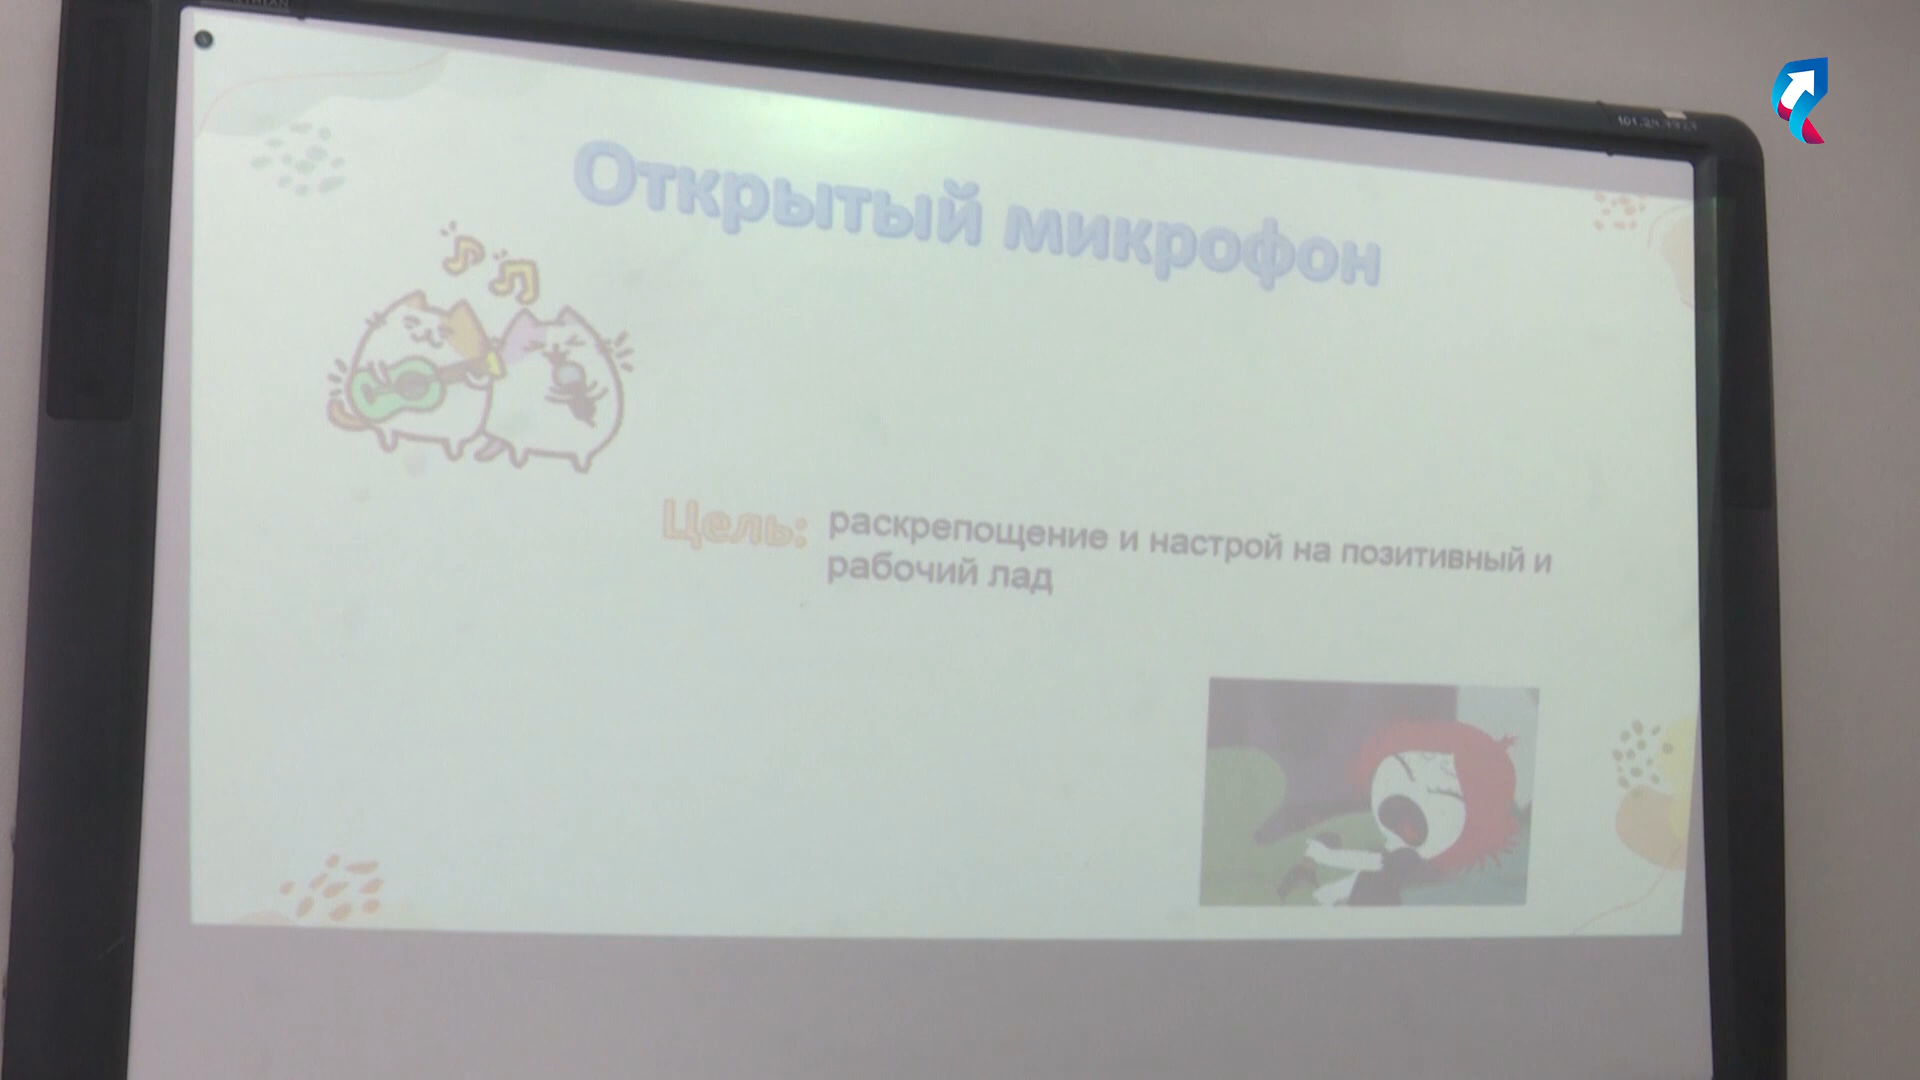 Открытый микрофон
Цель: раскрепощение и настрой на позитивный и
рабочий лад